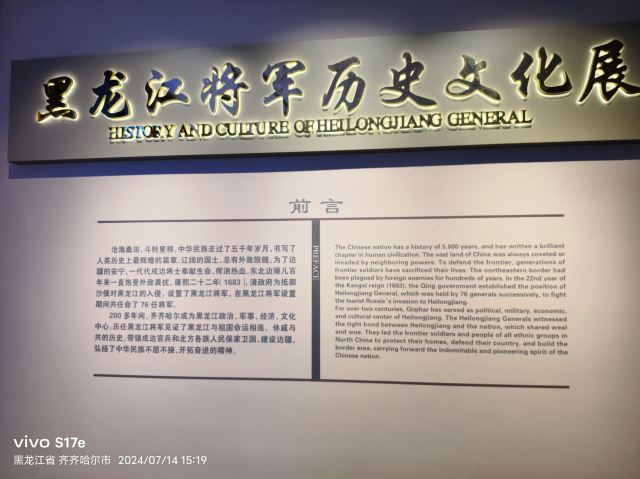 黑龙江将军历史文化展
HISTORY AND CULTURE OF HEILONGJIANG GENERAL
前言
沧海桑田，斗转星移，中华民族走过了五千年岁月，书写了
人类历史上最辉煌的篇章。辽阔的国土，总有外敌觊觎，为了边
疆的安宁，一代代戍边将士奉献生命，挥洒热血。东北边陲几百
年来一直饱受外敌袭扰，康熙二十二年（1683），清政府为抵御
沙俄对黑龙江的入侵，设置了黑龙江将军，在黑龙江将军设置
期间共任命了76任将军。
200多年间，齐齐哈尔成为黑龙江政治、军事、经济、文化
中心。历任黑龙江将军见证了黑龙江与祖国命运相连、休戚与
共的历史，带领戍边官兵和北方各族人民保家卫国、建设边疆，
弘扬了中华民族不屈不挠、开拓奋进的精神。
PREFACE
The Chinese nation has a history of 5,000 years, and has written a brilliant
chapter in human civilization. The vast land of China was always coveted or
invaded by neighboring powers. To defend the frontier, generations of
frontier soldiers have sacrificed their lives. The northeastern border had
been plagued by foreign enemies for hundreds of years. In the 22nd year of
the Kangxi reign (1683), the Qing government established the position of
Heilongjiang General, which was held by 76 generals successively, to fight
the tsarist Russia's invasion to Heilongjiang.
For over two centuries, Qiqihar has served as political, military, economic,
and cultural center of Heilongjiang. The Heilongjiang Generals witnessed
the tight bond between Heilongjiang and the nation, which shared weal
and woe. They led the frontier soldiers and people of all ethnic groups in
North China to protect their homes, defend their country, and build the
border area, carrying forward the indomitable and pioneering spirit of the
Chinese nation.
vivo S17e
黑龙江省 齐齐哈尔市 2024/07/14 15:19